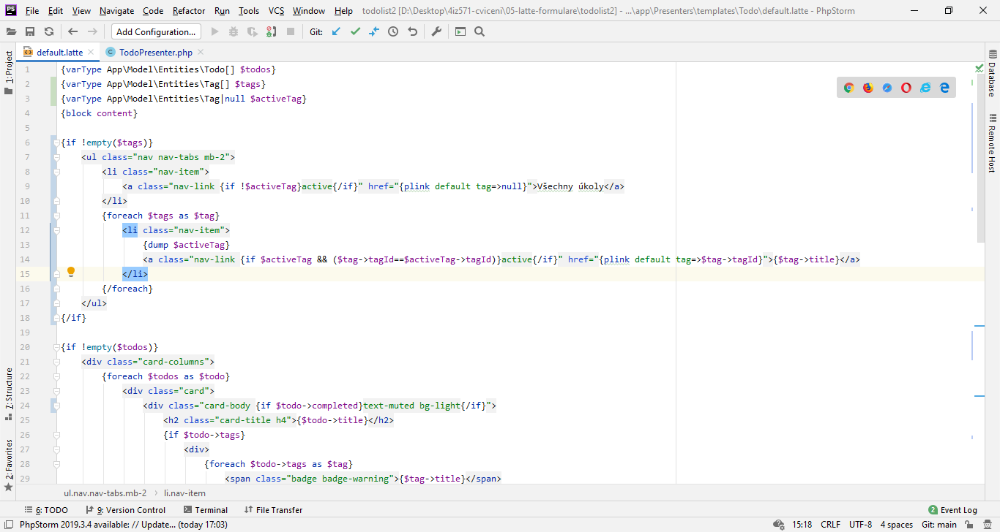 PS File Edit View Navigate Code Refactor Run Tools VCS Window Help todolist2 [D:\Desktop\4iz571-cviceni\05-latte-formulare\todolist2] - ...\app\Presenters\templates\Todo\default.latte - PhpStorm
Add Configuration... Git:
default.latte TodoPresenter.php
1: Project
7: Structure
2: Favorites
1 {varType App\Model\Entities\Todo[] $todos}
2 {varType App\Model\Entities\Tag[] $tags}
3 {varType App\Model\Entities\Tag|null $activeTag}
4 {block content}
5
6 {if !empty($tags)}
7 <ul class="nav nav-tabs mb-2">
8 <li class="nav-item">
9 <a class="nav-link {if !$activeTag}active{/if}" href="{plink default tag=>null}">Všechny úkoly</a>
10 </li>
11 {foreach $tags as $tag}
12 <li class="nav-item">
13 {dump $activeTag}
14 <a class="nav-link {if $activeTag && ($tag->tagId==$activeTag->tagId)}active{/if}" href="{plink default tag=>$tag->tagId}">{$tag->title}</a>
15 </li>
16 {/foreach}
17 </ul>
18 {/if}
19
20 {if !empty($todos)}
21 <div class="card-columns">
22 {foreach $todos as $todo}
23 <div class="card">
24 <div class="card-body {if $todo->completed}text-muted bg-light{/if}">
25 <h2 class="card-title h4">{$todo->title}</h2>
26 {if $todo->tags}
27 <div>
28 {foreach $todo->tags as $tag}
29 <span class="badge badge-warning">{$tag->title}</span>
Database
Remote Host
ul.nav.nav-tabs.mb-2 › li.nav-item
6: TODO 9: Version Control Terminal File Transfer 2 Event Log
PhpStorm 2019.3.4 available: // Update... (today 17:03) 15:18 CRLF UTF-8 4 spaces Git: main